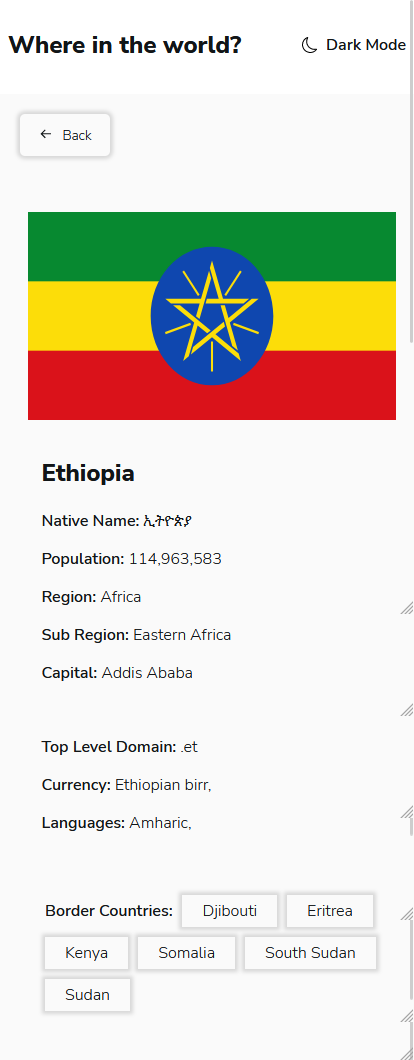 Where in the world?
Dark Mode
Back
Ethiopia
Native Name: ኢትዮጵያ
Population: 114,963,583
Region: Africa
Sub Region: Eastern Africa
Capital: Addis Ababa
Top Level Domain: .et
Currency: Ethiopian birr,
Languages: Amharic,
Border Countries: Djibouti Eritrea
Kenya Somalia South Sudan
Sudan